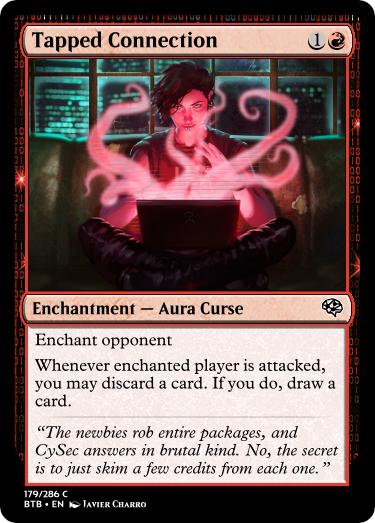 Tapped Connection 1
Enchantment — Aura Curse
Enchant opponent
Whenever enchanted player is attacked,
you may discard a card. If you do, draw a
card.
“The newbies rob entire packages, and
CySec answers in brutal kind. No, the secret
is to just skim a few credits from each one.”
179/286 C
BTB • EN Javier Charro